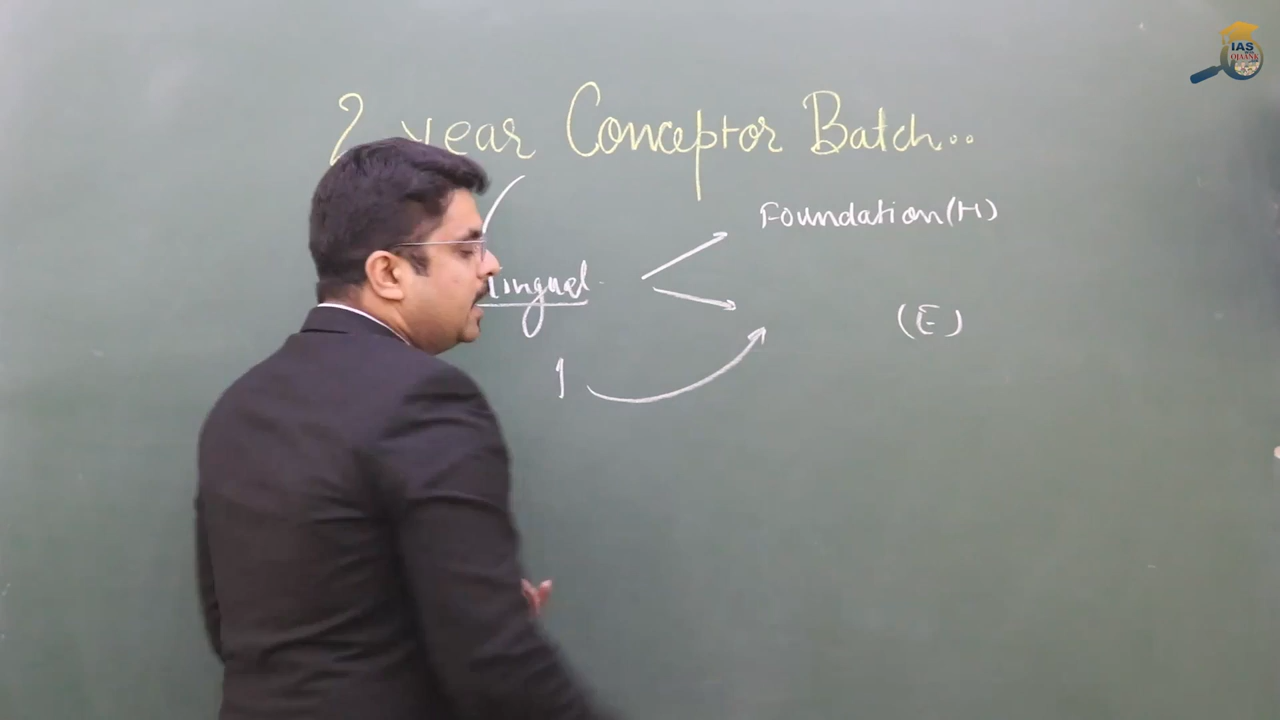 2 year Conceptor Batch..
Foundation (H)
lingual
(E)
1
IAS